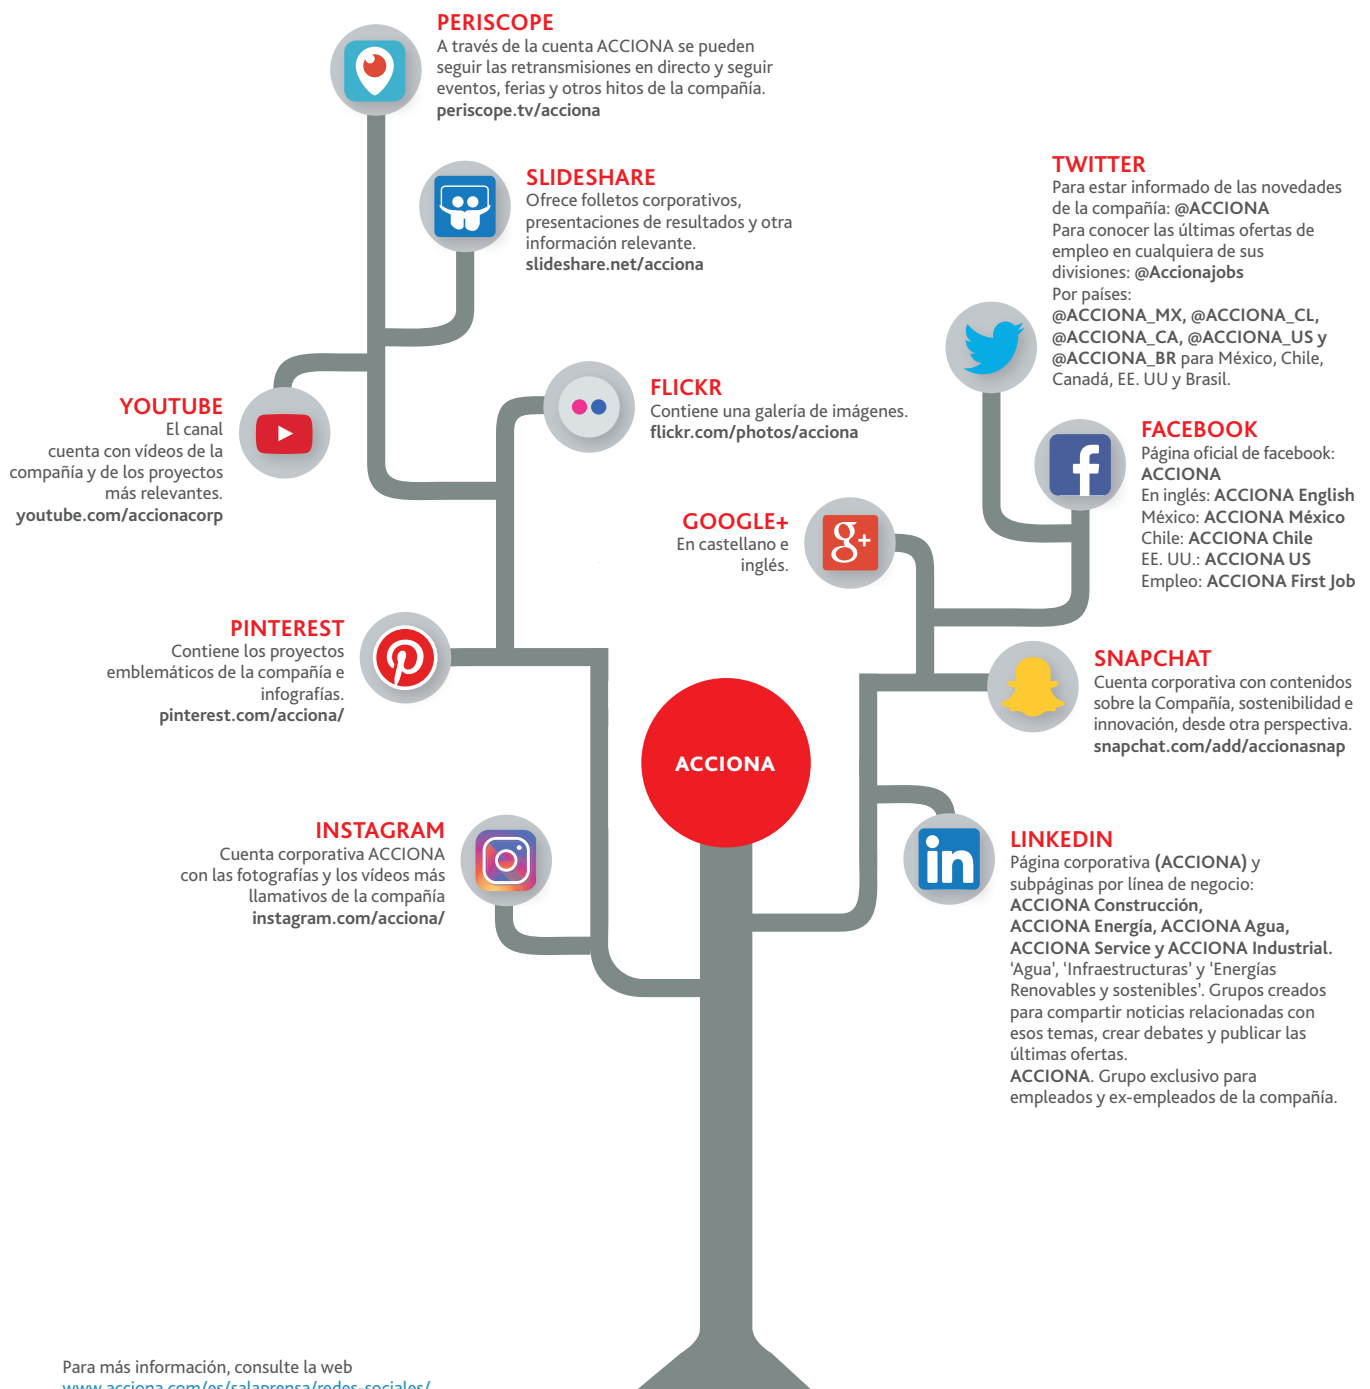 PERISCOPE
A través de la cuenta ACCIONA se pueden
seguir las retransmisiones en directo y seguir
eventos, ferias y otros hitos de la compañía.
periscope.tv/acciona
SLIDESHARE
Ofrece folletos corporativos,
presentaciones de resultados y otra
información relevante.
slideshare.net/acciona
TWITTER
Para estar informado de las novedades
de la compañía: @ACCIONA
Para conocer las últimas ofertas de
empleo en cualquiera de sus
divisiones: @Accionajobs
Por países:
@ACCIONA_MX, @ACCIONA_CL,
@ACCIONA_CA, @ACCIONA_US y
@ACCIONA_BR para México, Chile,
Canadá, EE. UU y Brasil.
YOUTUBE
El canal
cuenta con vídeos de la
compañía y de los proyectos
más relevantes.
youtube.com/accionacorp
FLICKR
Contiene una galería de imágenes.
flickr.com/photos/acciona
FACEBOOK
Página oficial de facebook:
ACCIONA
En inglés: ACCIONA English
México: ACCIONA México
Chile: ACCIONA Chile
EE. UU.: ACCIONA US
Empleo: ACCIONA First Job
f
GOOGLE+
En castellano e
inglés.
g+
PINTEREST
Contiene los proyectos
emblemáticos de la compañía e
infografías.
pinterest.com/acciona/
SNAPCHAT
Cuenta corporativa con contenidos
sobre la Compañía, sostenibilidad e
innovación, desde otra perspectiva.
snapchat.com/add/accionasnap
ACCIONA
INSTAGRAM
Cuenta corporativa ACCIONA
con las fotografías y los vídeos más
llamativos de la compañía
instagram.com/acciona/
in
LINKEDIN
Página corporativa (ACCIONA) y
subpáginas por línea de negocio:
ACCIONA Construcción,
ACCIONA Energía, ACCIONA Agua,
ACCIONA Service y ACCIONA Industrial.
‘Agua’, ‘Infraestructuras’ y ‘Energías
Renovables y sostenibles’. Grupos creados
para compartir noticias relacionadas con
esos temas, crear debates y publicar las
últimas ofertas.
ACCIONA. Grupo exclusivo para
empleados y ex-empleados de la compañía.
Para más información, consulte la web
www.acciona.com/es/salaprensa/redes-sociales/